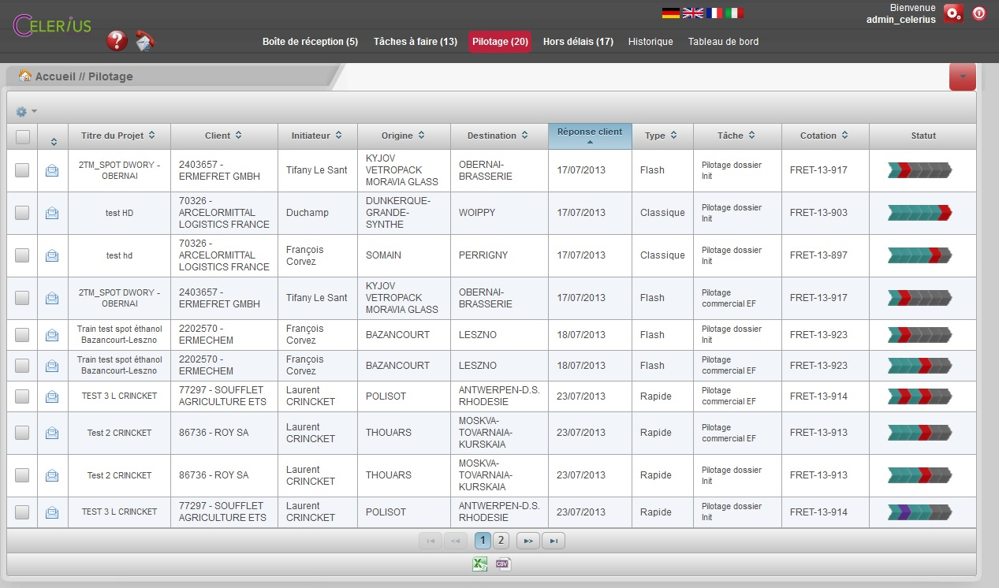 CELERiUS
Bienvenue
admin_celerius
Boîte de réception (5) Tâches à faire (13) Pilotage (20) Hors délais (17) Historique Tableau de bord
Accueil // Pilotage
Titre du Projet Client Initiateur Origine Destination Réponse client Type Tâche Cotation Statut
2TM_SPOT DWORY -
OBERNAI
2403657 -
ERMEFRET GMBH
Tifany Le Sant
KYJOV
VETROPACK
MORAVIA GLASS
OBERNAI-
BRASSERIE
17/07/2013
Flash
Pilotage dossier
Init
FRET-13-917
test HD
70326 -
ARCELORMITTAL
LOGISTICS FRANCE
Duchamp
DUNKERQUE-
GRANDE-
SYNTHE
WOIPPY
17/07/2013
Classique
Pilotage dossier
Init
FRET-13-903
test hd
70326 -
ARCELORMITTAL
LOGISTICS FRANCE
François
Corvez
SOMAIN
PERRIGNY
17/07/2013
Classique
Pilotage dossier
Init
FRET-13-897
2TM_SPOT DWORY -
OBERNAI
2403657 -
ERMEFRET GMBH
Tifany Le Sant
KYJOV
VETROPACK
MORAVIA GLASS
OBERNAI-
BRASSERIE
17/07/2013
Flash
Pilotage
commercial EF
FRET-13-917
Train test spot éthanol
Bazancourt-Leszno
2202570 -
ERMECHEM
François
Corvez
BAZANCOURT
LESZNO
18/07/2013
Flash
Pilotage dossier
Init
FRET-13-923
Train test spot éthanol
Bazancourt-Leszno
2202570 -
ERMECHEM
François
Corvez
BAZANCOURT
LESZNO
18/07/2013
Flash
Pilotage
commercial EF
FRET-13-923
TEST 3 L CRINCKET
77297 - SOUFFLET
AGRICULTURE ETS
Laurent
CRINCKET
POLISOT
ANTWERPEN-D.S.
RHODESIE
23/07/2013
Rapide
Pilotage
commercial EF
FRET-13-914
Test 2 CRINCKET
86736 - ROY SA
Laurent
CRINCKET
THOUARS
MOSKVA-
TOVARNAIA-
KURSKAIA
23/07/2013
Rapide
Pilotage
commercial EF
FRET-13-913
Test 2 CRINCKET
86736 - ROY SA
Laurent
CRINCKET
THOUARS
MOSKVA-
TOVARNAIA-
KURSKAIA
23/07/2013
Rapide
Pilotage dossier
Init
FRET-13-913
TEST 3 L CRINCKET
77297 - SOUFFLET
AGRICULTURE ETS
Laurent
CRINCKET
POLISOT
ANTWERPEN-D.S.
RHODESIE
23/07/2013
Rapide
Pilotage dossier
Init
FRET-13-914
1 2
CSV